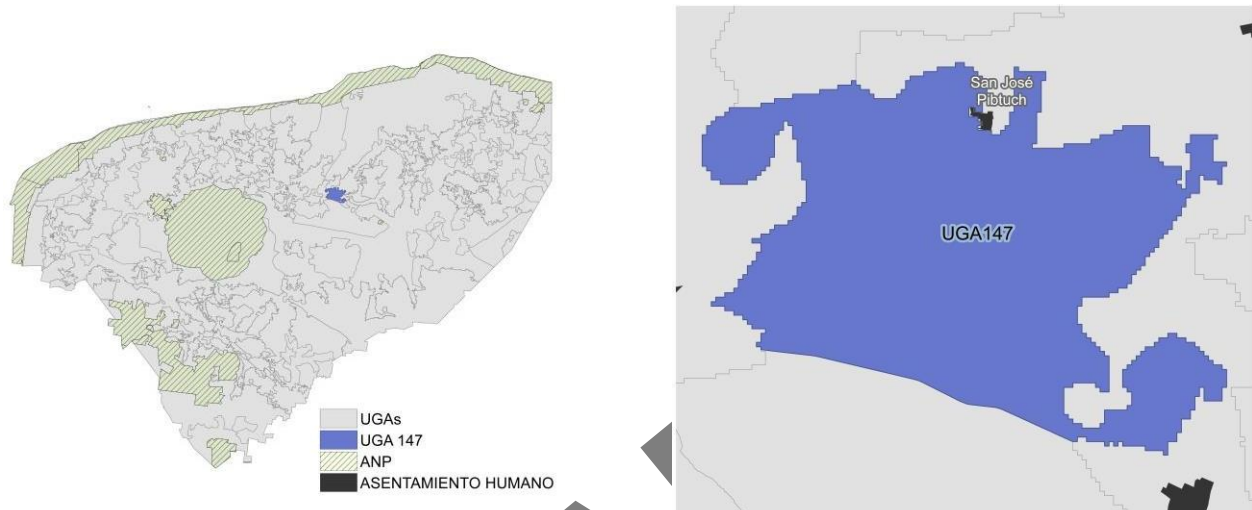 UGAs
UGA 147
ANP
ASENTAMIENTO HUMANO
San José
Pibtuch
UGA147